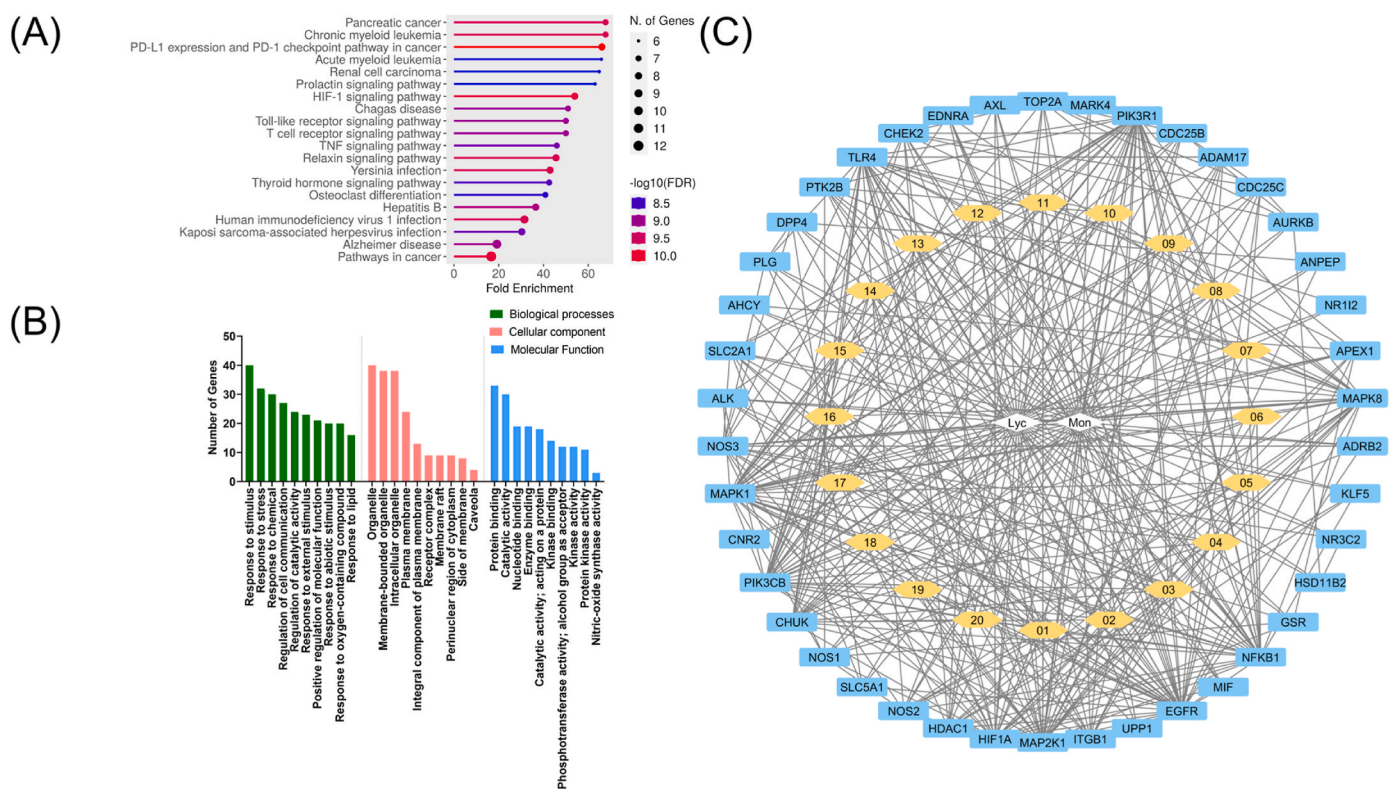 (A)
Pancreatic cancer
Chronic myeloid leukemia
PD-L1 expression and PD-1 checkpoint pathway in cancer
Acute myeloid leukemia
Renal cell carcinoma
Prolactin signaling pathway
HIF-1 signaling pathway
Chagas disease
Toll-like receptor signaling pathway
T cell receptor signaling pathway
TNF signaling pathway
Relaxin signaling pathway
Yersinia infection
Thyroid hormone signaling pathway
Osteoclast differentiation
Hepatitis B
Human immunodeficiency virus 1 infection
Kaposi sarcoma-associated herpesvirus infection
Alzheimer disease
Pathways in cancer
0 20 40 60
Fold Enrichment
N. of Genes
6
7
8
9
10
11
12
-log10(FDR)
8.5
9.0
9.5
10.0
(B)
Biological processes
Cellular component
Molecular Function
Number of Genes
50
40
30
20
10
0
Response to stimulus
Response to stress
Response to chemical
Regulation of cell communication
Regulation of catalytic activity
Response to external stimulus
Positive regulation of molecular function
Response to abiotic stimulus
Response to oxygen-containing compound
Response to lipid
Organelle
Membrane-bounded organelle
Intracellular organelle
Plasma membrane
Integral component of plasma membrane
Receptor complex
Membrane raft
Perinuclear region of cytoplasm
Side of membrane
Caveola
Protein binding
Catalytic activity
Nucleotide binding
Enzyme binding
Catalytic activity; acting on a protein
Kinase binding
Phosphotransferase activity; alcohol group as acceptor
Kinase activity
Protein kinase activity
Nitric-oxide synthase activity
(C)
TOP2A
MARK4
PIK3R1
CDC25B
ADAM17
CDC25C
AURKB
ANPEP
NR1I2
APEX1
MAPK8
ADRB2
KLF5
NR3C2
HSD11B2
GSR
NFKB1
MIF
EGFR
UPP1
ITGB1
MAP2K1
HIF1A
HDAC1
NOS2
SLC5A1
NOS1
CHUK
PIK3CB
CNR2
MAPK1
NOS3
ALK
SLC2A1
AHCY
PLG
DPP4
PTK2B
TLR4
CHEK2
EDNRA
AXL
11
10
09
08
07
06
05
04
03
02
01
20
19
18
17
16
15
14
13
12
Lyc
Mon